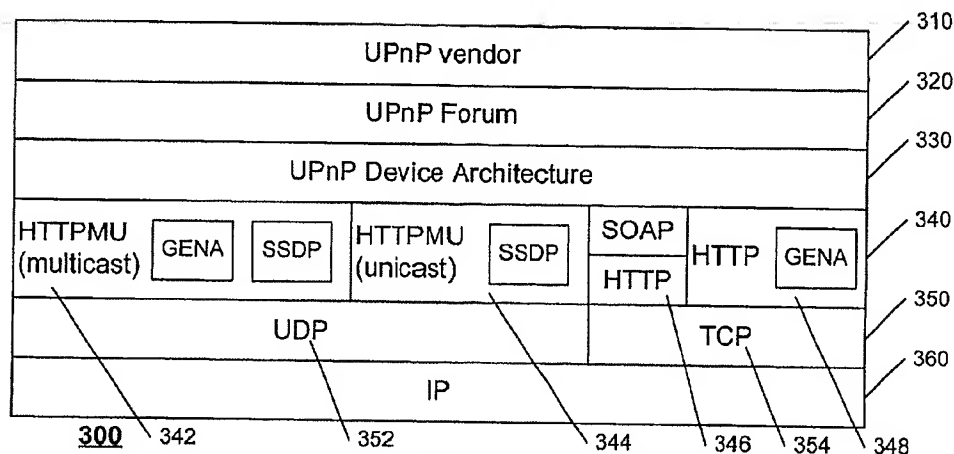 310
UPnP vendor
320
UPnP Forum
330
UPnP Device Architecture
340
HTTPMU
(multicast)
GENA
SSDP
HTTPMU
(unicast)
SSDP
SOAP
HTTP
HTTP
GENA
350
UDP
TCP
360
IP
300
342
352
344
346
354
348